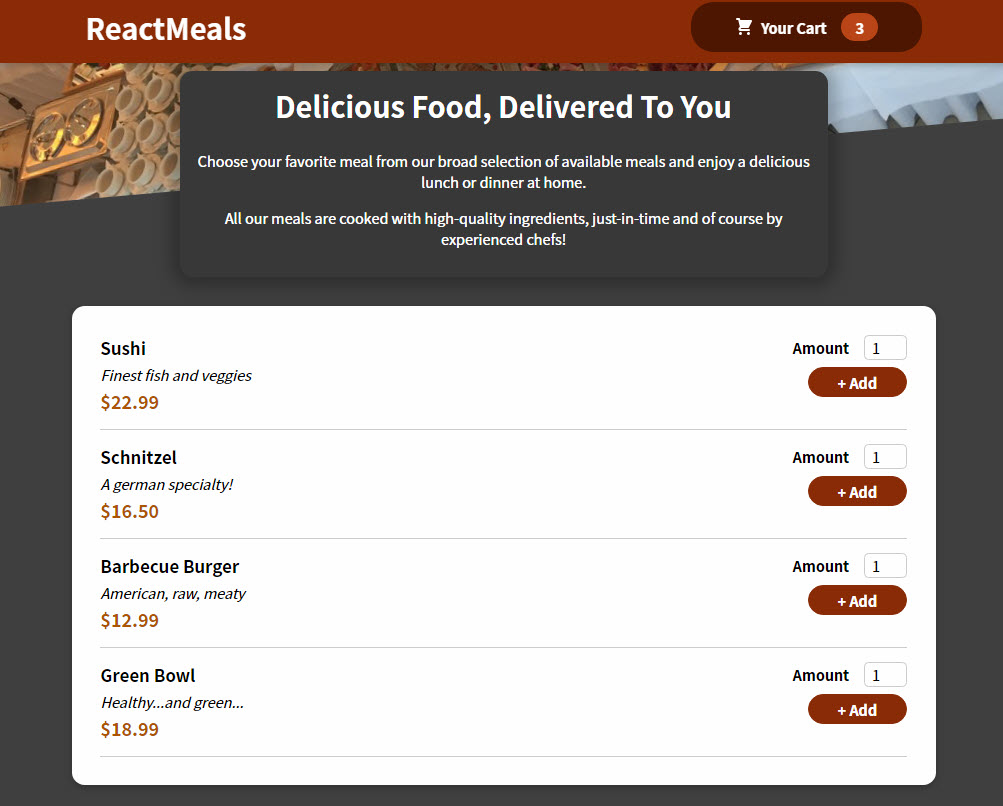 ReactMeals
Your Cart 3
Delicious Food, Delivered To You
Choose your favorite meal from our broad selection of available meals and enjoy a delicious
lunch or dinner at home.
All our meals are cooked with high-quality ingredients, just-in-time and of course by
experienced chefs!
Sushi
Finest fish and veggies
$22.99
Amount 1
+ Add
Schnitzel
A german specialty!
$16.50
Amount 1
+ Add
Barbecue Burger
American, raw, meaty
$12.99
Amount 1
+ Add
Green Bowl
Healthy...and green...
$18.99
Amount 1
+ Add